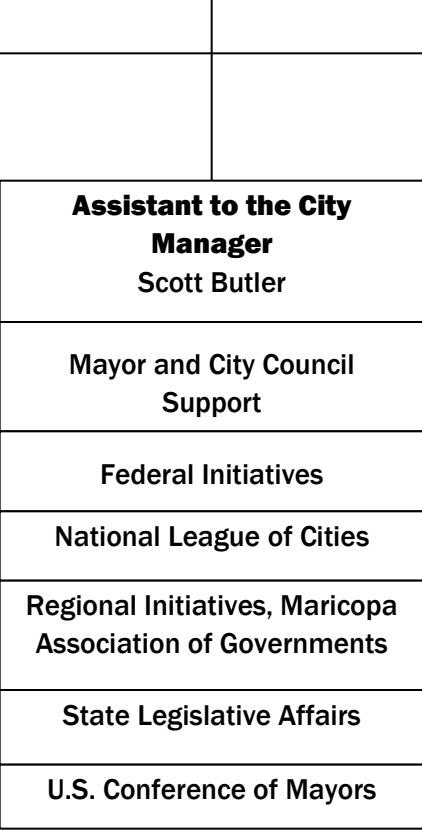 Assistant to the City
Manager
Scott Butler
Mayor and City Council
Support
Federal Initiatives
National League of Cities
Regional Initiatives, Maricopa
Association of Governments
State Legislative Affairs
U.S. Conference of Mayors